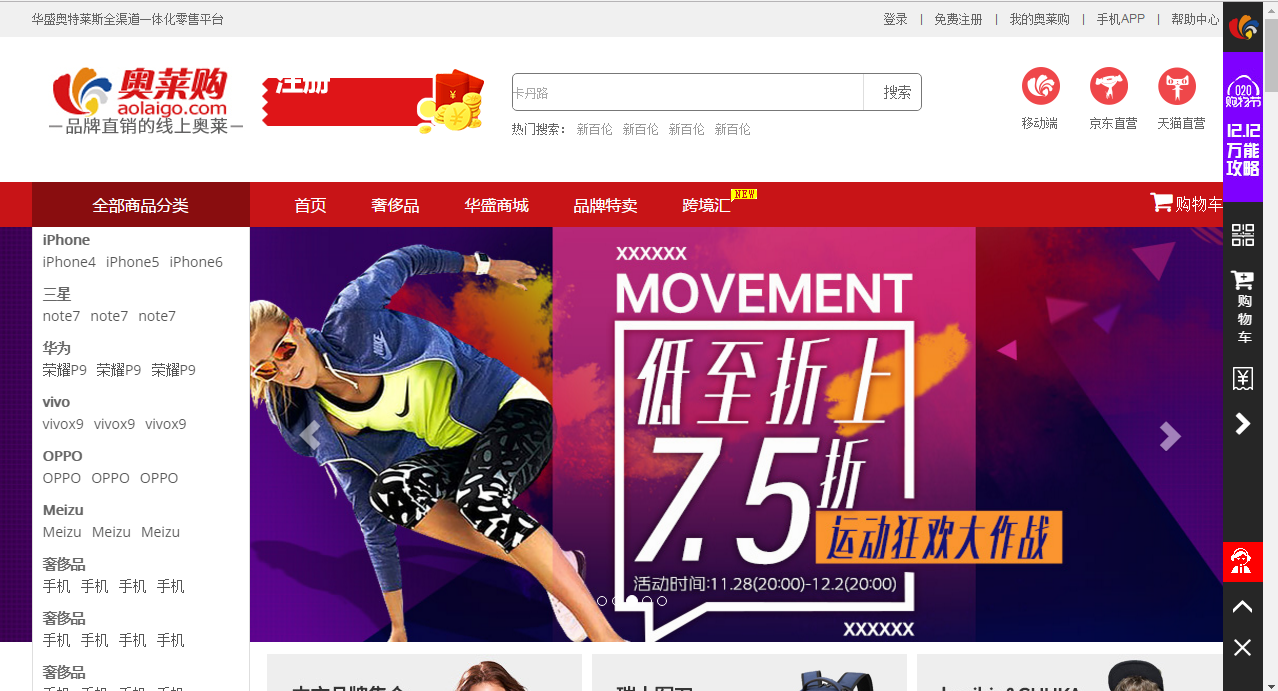 华盛奥特莱斯全渠道一体化零售平台
登录 | 免费注册 | 我的奥莱购 | 手机APP | 帮助中心
奥莱购
aolaigo.com
品牌直销的线上奥莱
注册
卡丹路
搜索
热门搜索: 新百伦 新百伦 新百伦 新百伦
移动端 京东直营 天猫直营
全部商品分类 首页 奢侈品 华盛商城 品牌特卖 跨境汇 NEW 购物车
iPhone
iPhone4 iPhone5 iPhone6
三星
note7 note7 note7
华为
荣耀P9 荣耀P9 荣耀P9
vivo
vivox9 vivox9 vivox9
OPPO
OPPO OPPO OPPO
Meizu
Meizu Meizu Meizu
奢侈品
手机 手机 手机 手机
奢侈品
手机 手机 手机 手机
奢侈品
XXXXXX
MOVEMENT
低至折上
7.5折
运动狂欢大作战
活动时间:11.28(20:00)-12.2(20:00)
XXXXXX
O2O
购物节
12.12
万能
攻略
购
物
车